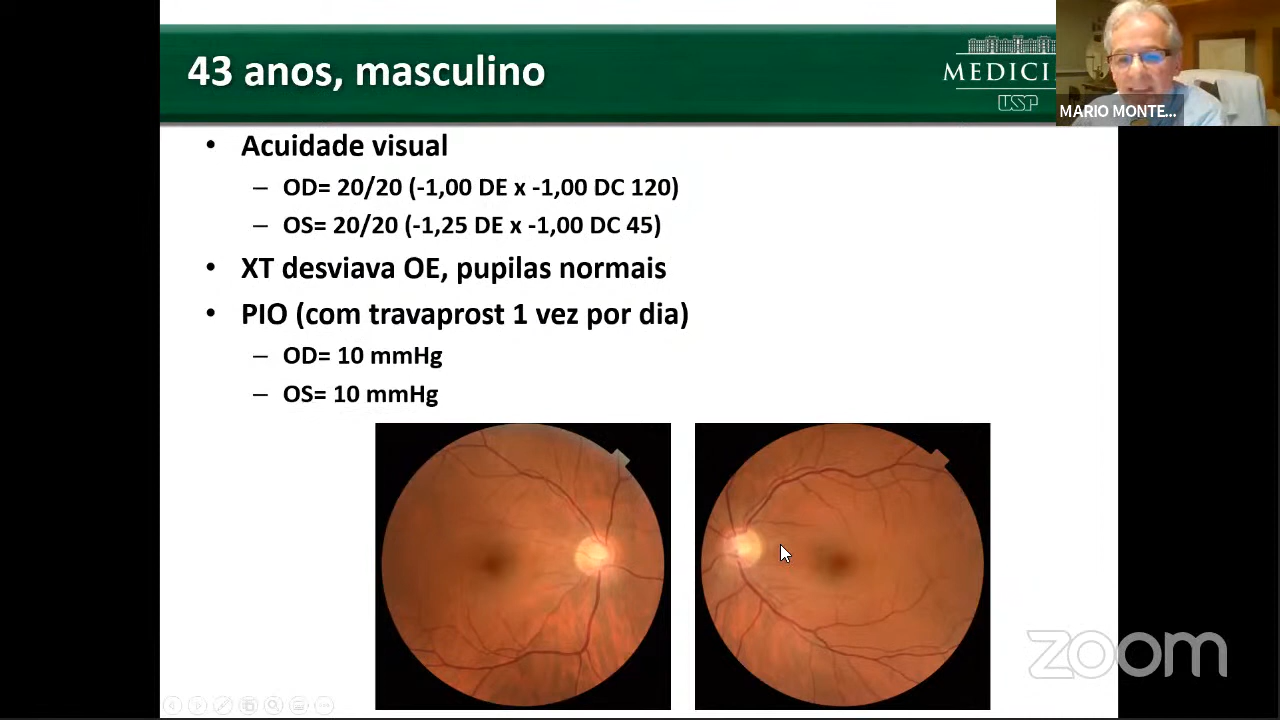 43 anos, masculino
MEDICI
USP
MARIO MONTE...
• Acuidade visual
– OD= 20/20 (-1,00 DE x -1,00 DC 120)
– OS= 20/20 (-1,25 DE x -1,00 DC 45)
• XT desviava OE, pupilas normais
• PIO (com travaprost 1 vez por dia)
– OD= 10 mmHg
– OS= 10 mmHg
zoom